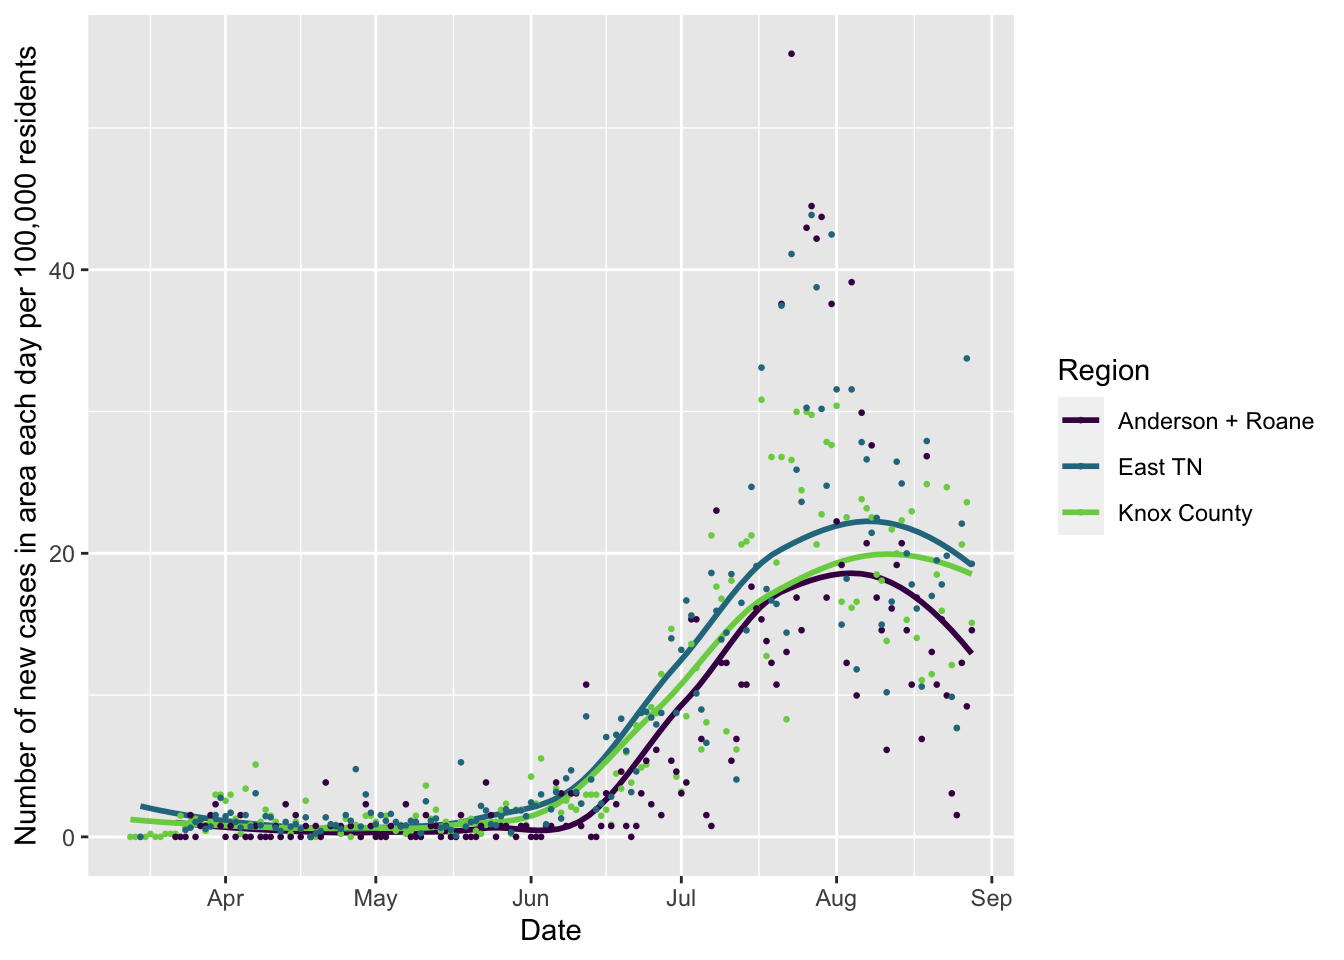 Number of new cases in area each day per 100,000 residents
40
20
0
Apr May Jun Jul Aug Sep
Date
Region
Anderson + Roane
East TN
Knox County